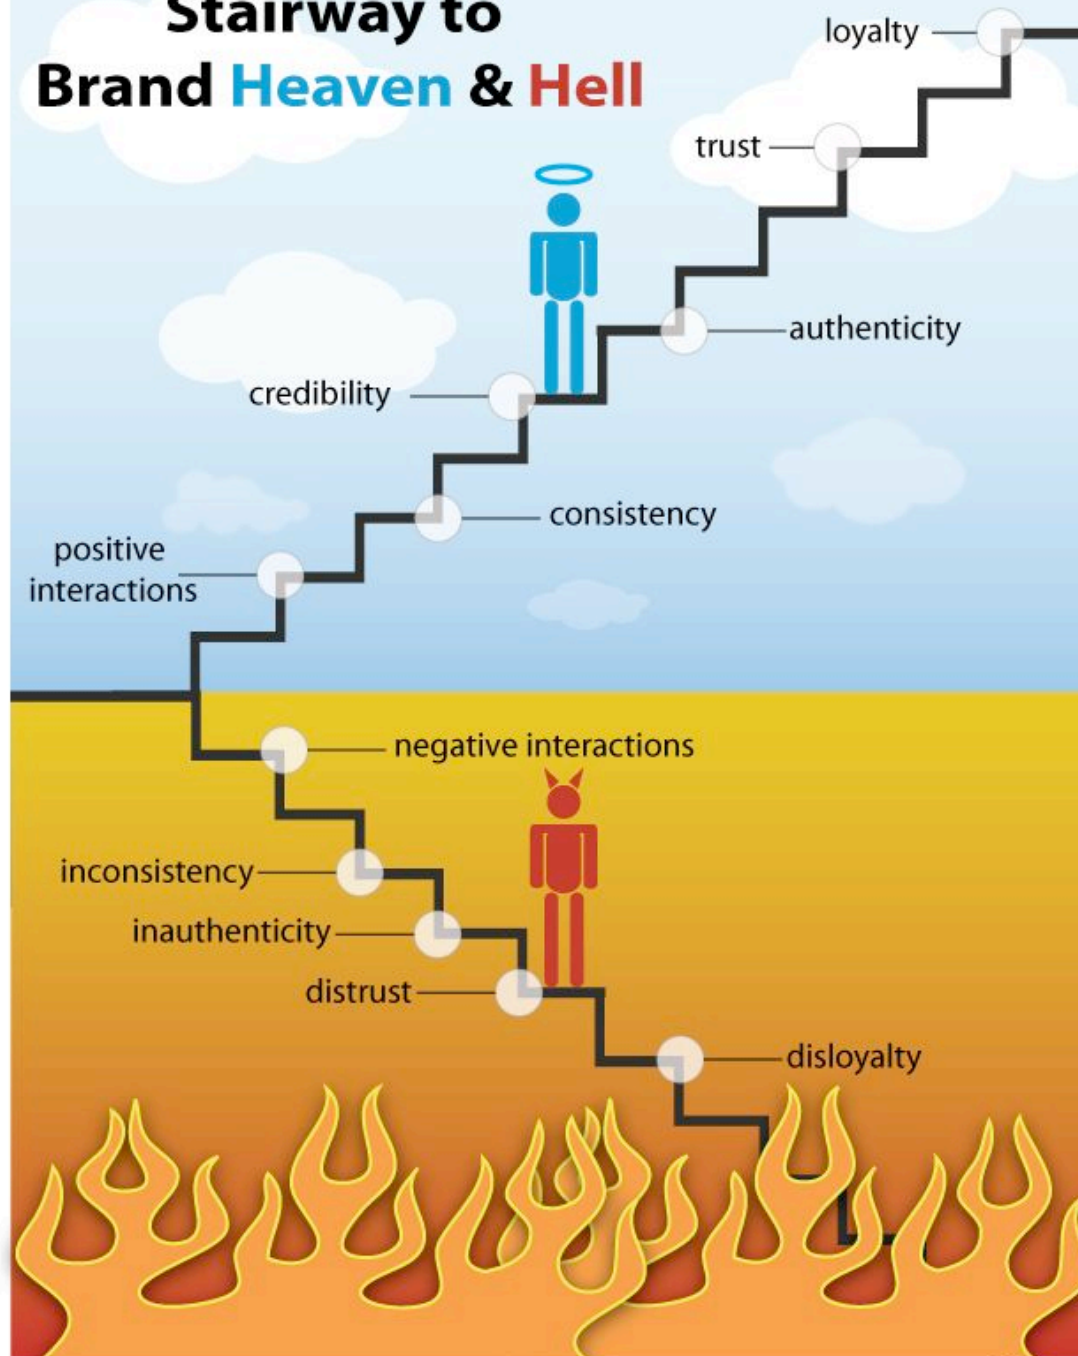 Stairway to
Brand Heaven & Hell
loyalty
trust
authenticity
credibility
consistency
positive
interactions
negative interactions
inconsistency
inauthenticity
distrust
disloyalty